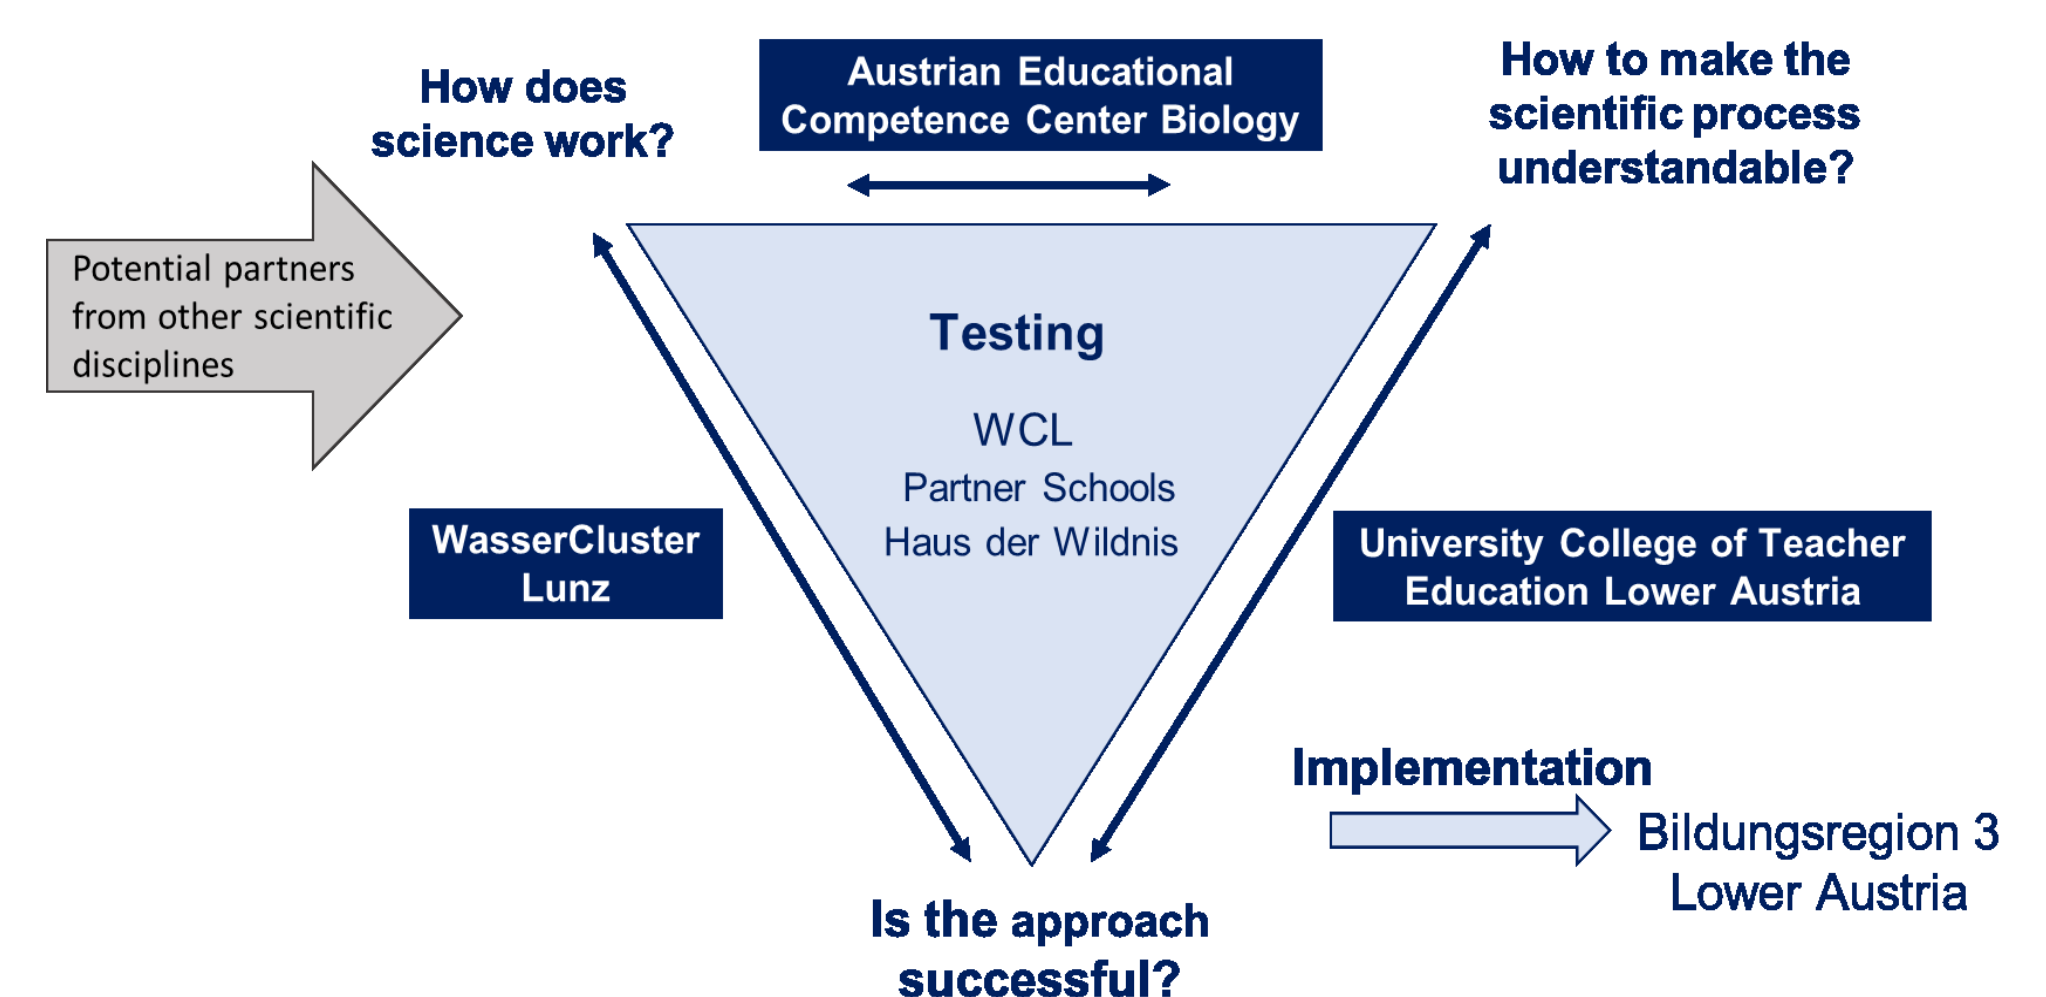 How does
science work?
Austrian Educational
Competence Center Biology
How to make the
scientific process
understandable?
Potential partners
from other scientific
disciplines
Testing
WCL
Partner Schools
Haus der Wildnis
WasserCluster
Lunz
University College of Teacher
Education Lower Austria
Implementation
Bildungsregion 3
Lower Austria
Is the approach
successful?